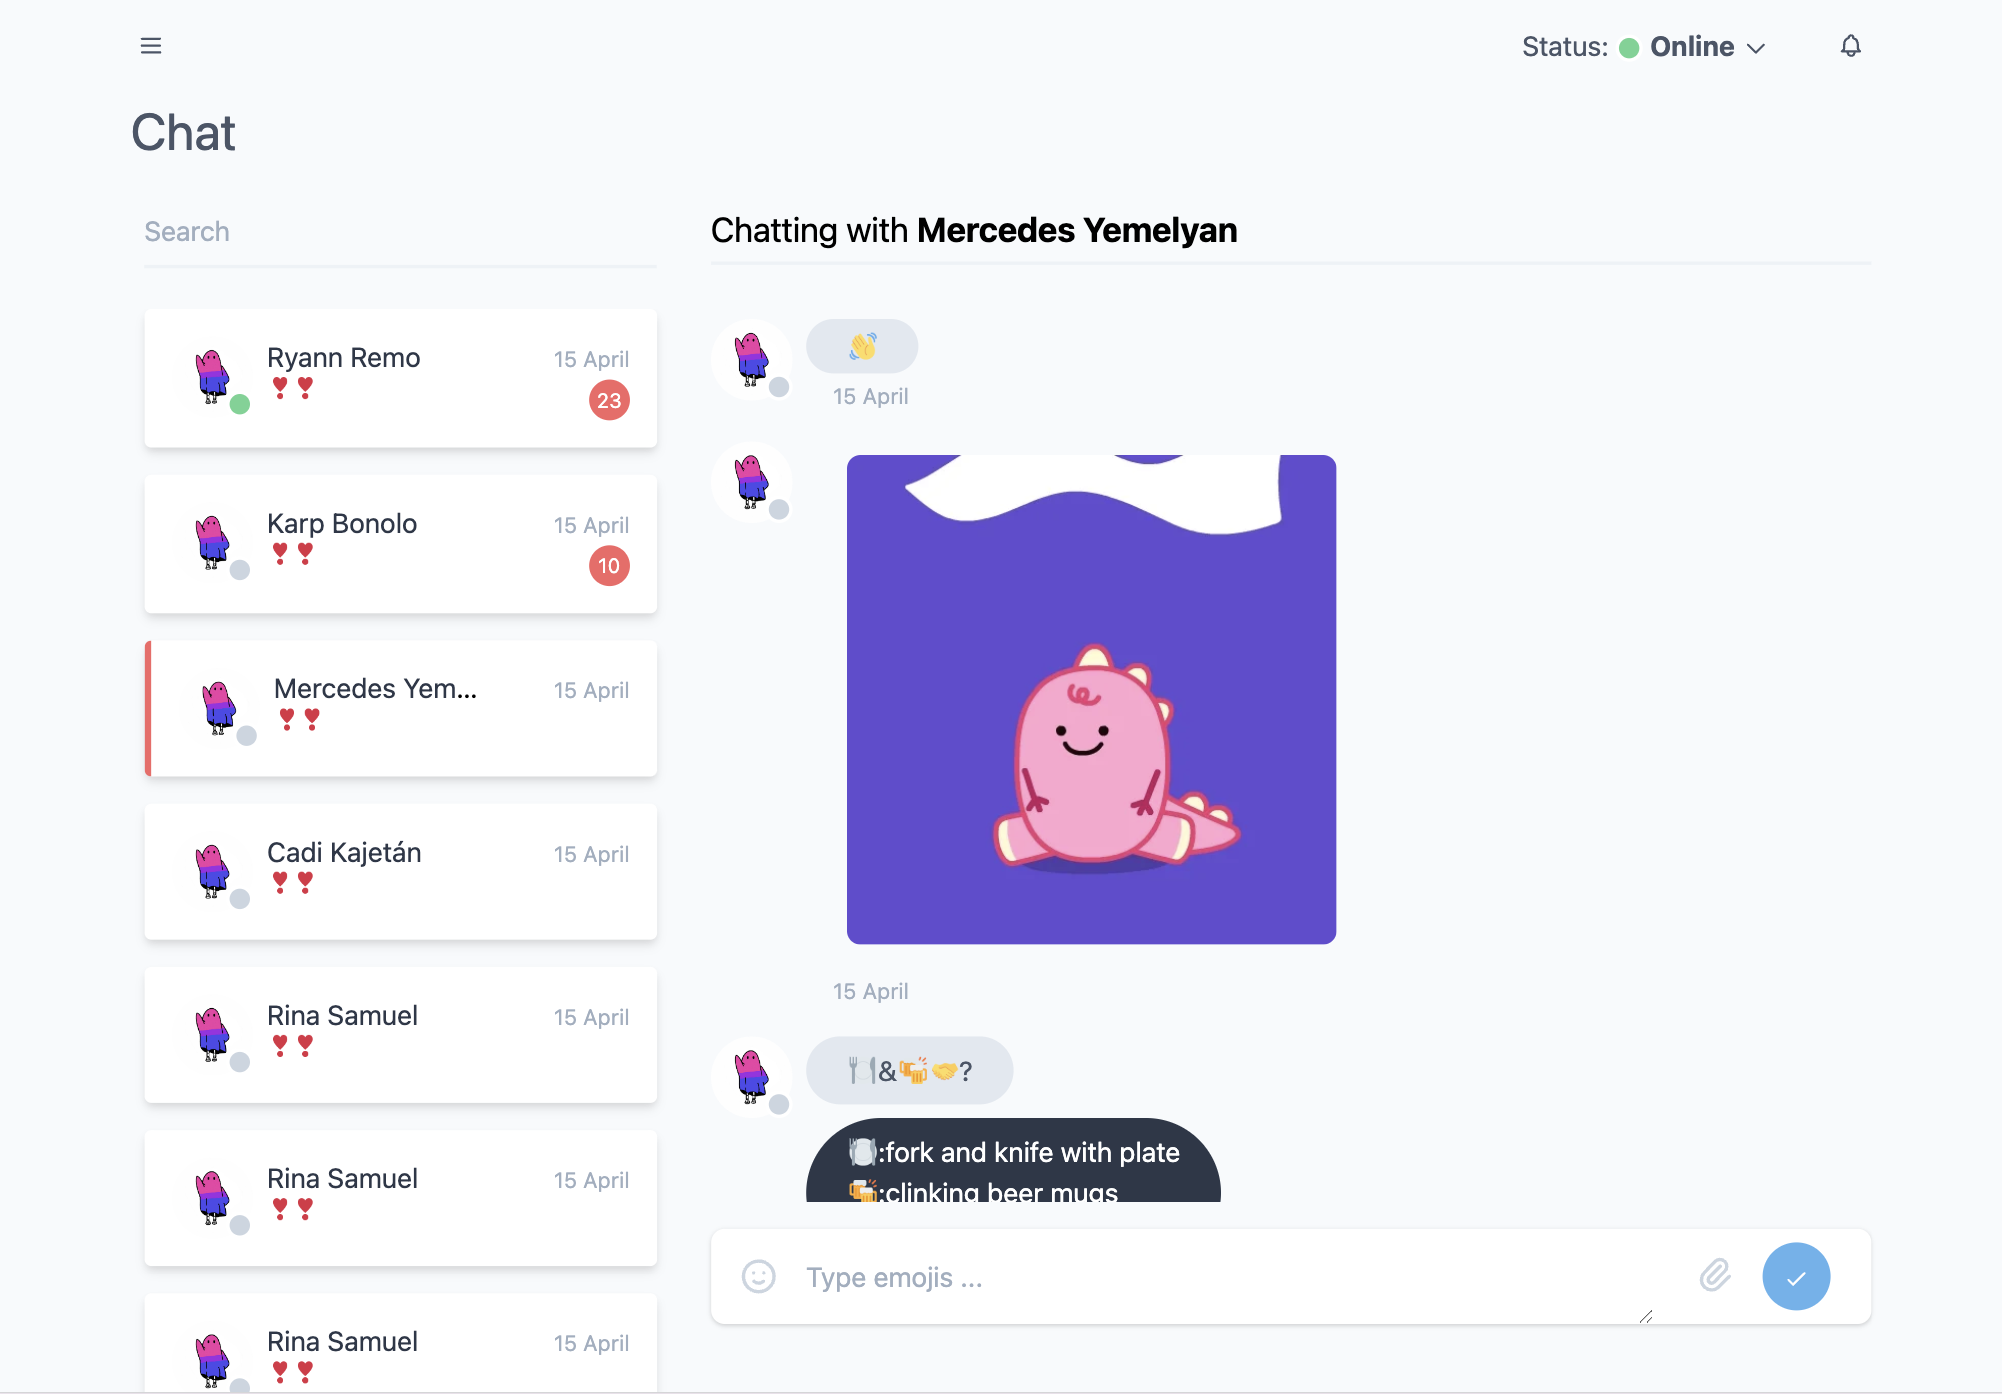 Status: Online
Chat
Search
Ryann Remo 15 April
❣️❣️ 23
Karp Bonolo 15 April
❣️❣️ 10
Mercedes Yem... 15 April
❣️❣️
Cadi Kajetán 15 April
❣️❣️
Rina Samuel 15 April
❣️❣️
Rina Samuel 15 April
❣️❣️
Rina Samuel 15 April
❣️❣️
Chatting with Mercedes Yemelyan
👋
15 April
15 April
🍽️&🍻🤝?
🍽️:fork and knife with plate
🍻:clinking beer mugs
Type emojis ...